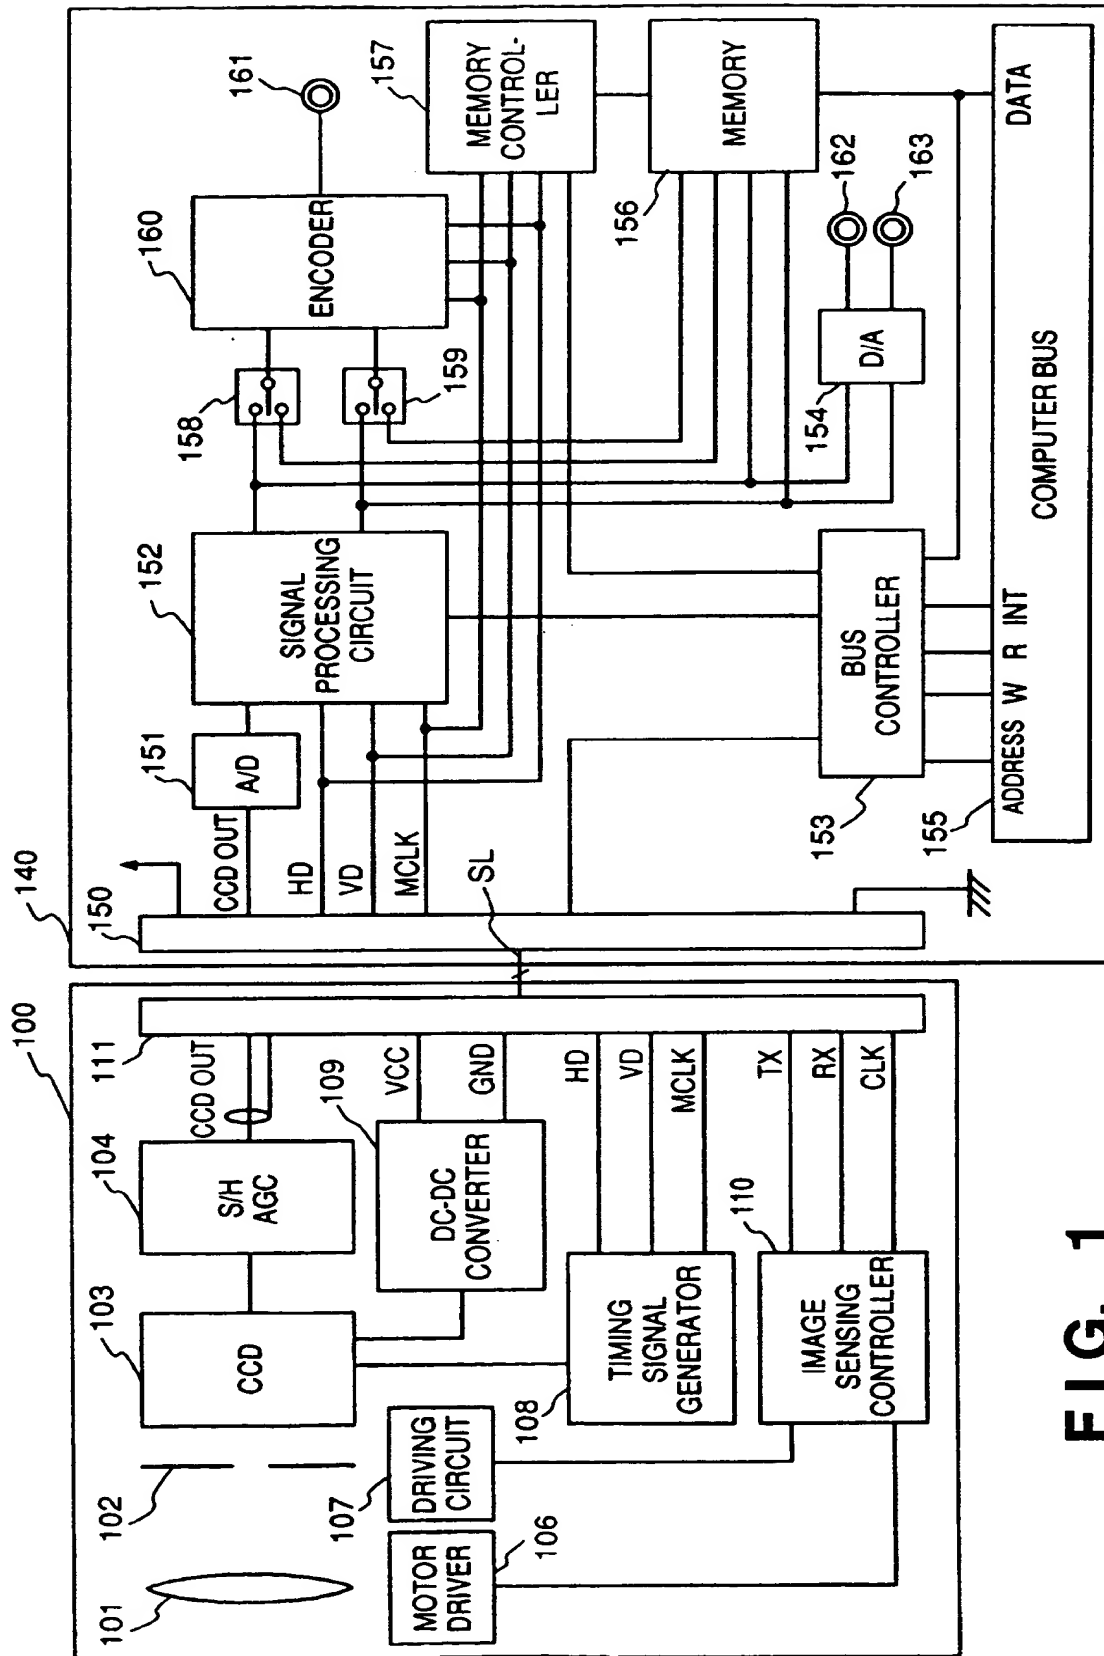 100
101
102
103
CCD
104
S/H
AGC
CCD OUT
111
107
DRIVING
CIRCUIT
MOTOR
DRIVER
106
109
DC-DC
CONVERTER
VCC
GND
108
TIMING
SIGNAL
GENERATOR
HD
VD
MCLK
110
IMAGE
SENSING
CONTROLLER
TX
RX
CLK
SL
140
150
CCD OUT
HD
VD
MCLK
151
A/D
152
SIGNAL
PROCESSING
CIRCUIT
158
159
160
ENCODER
161
157
MEMORY
CONTROL-
LER
156
MEMORY
162
163
154
D/A
153
BUS
CONTROLLER
155
ADDRESS W R INT
DATA
COMPUTER BUS
FIG. 1